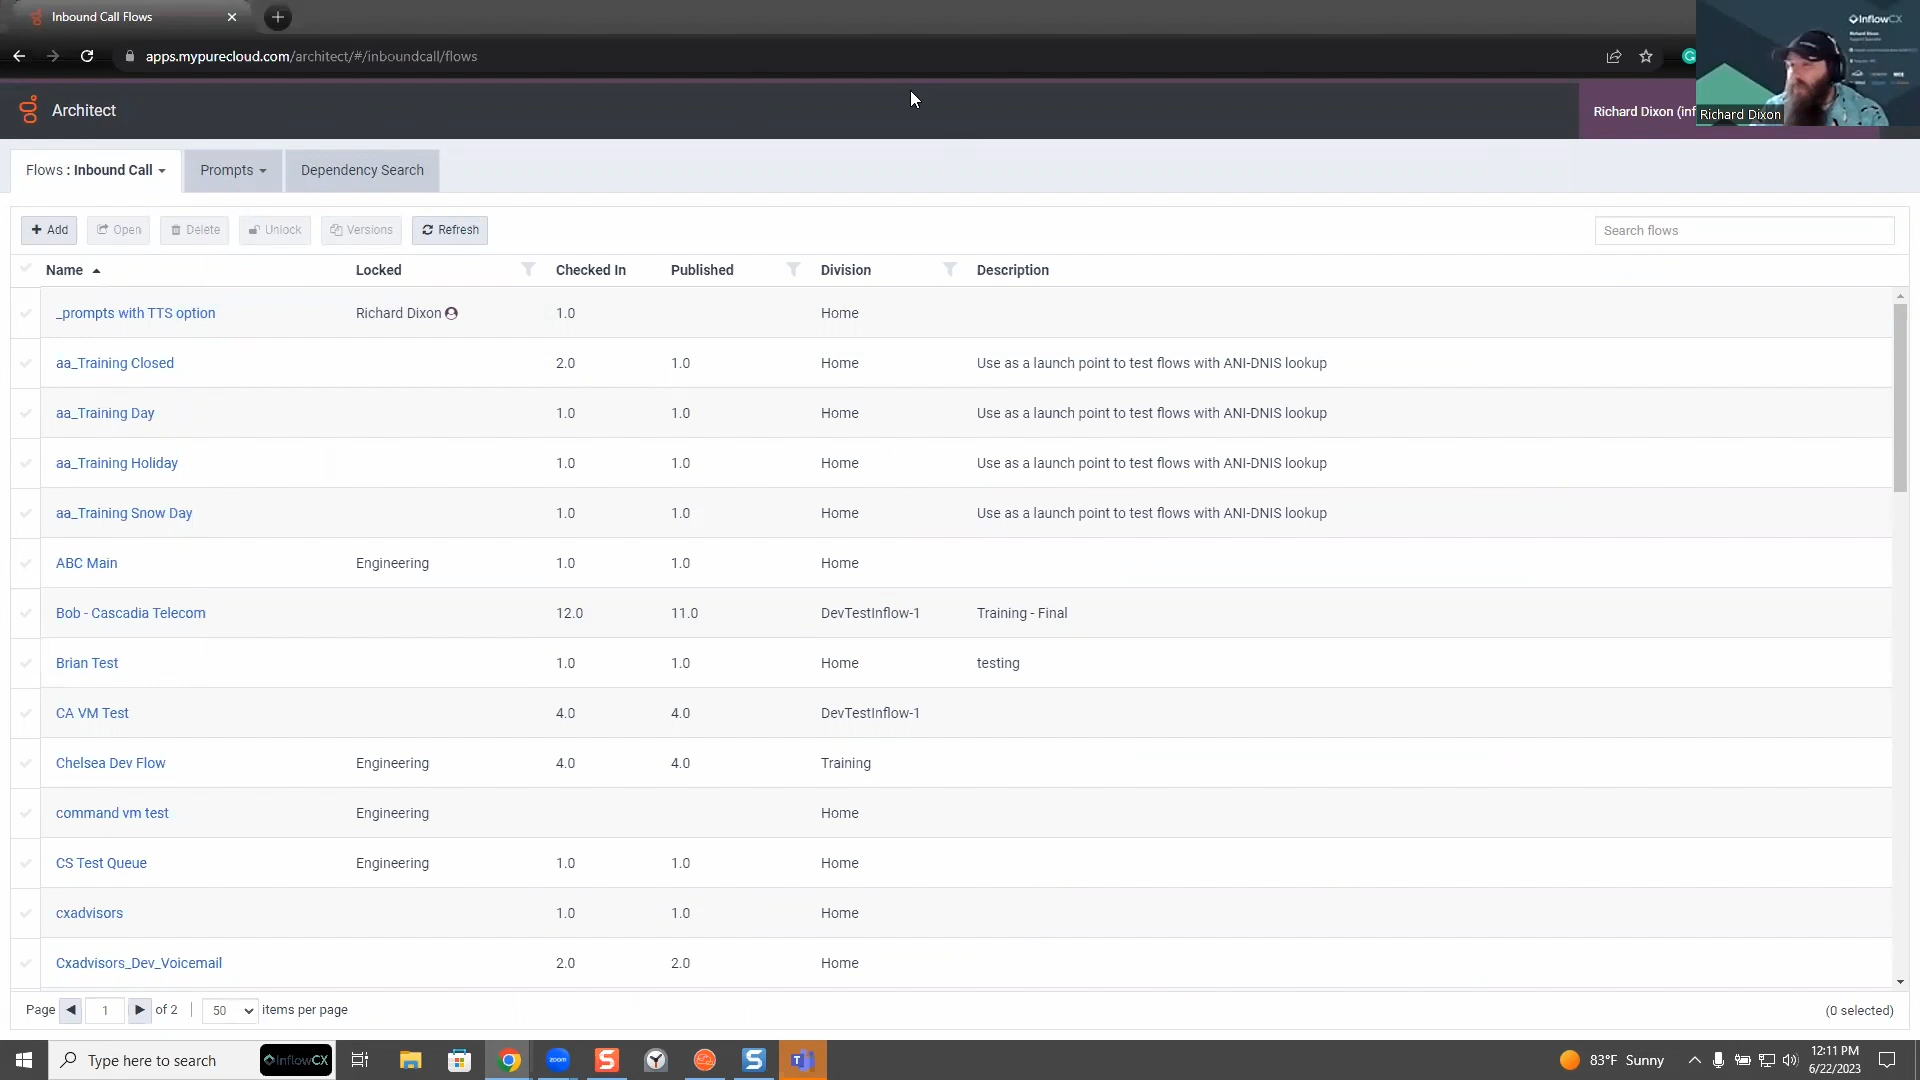 Inbound Call Flows
apps.mypurecloud.com/architect/#/inboundcall/flows
InflowCX
Richard Dixon
Architect
Richard Dixon (inf
Richard Dixon
Flows : Inbound Call
Prompts
Dependency Search
+ Add
Open
Delete
Unlock
Versions
Refresh
Search flows
Name Locked Checked In Published Division Description
_prompts with TTS option Richard Dixon 1.0 Home
aa_Training Closed 2.0 1.0 Home Use as a launch point to test flows with ANI-DNIS lookup
aa_Training Day 1.0 1.0 Home Use as a launch point to test flows with ANI-DNIS lookup
aa_Training Holiday 1.0 1.0 Home Use as a launch point to test flows with ANI-DNIS lookup
aa_Training Snow Day 1.0 1.0 Home Use as a launch point to test flows with ANI-DNIS lookup
ABC Main Engineering 1.0 1.0 Home
Bob - Cascadia Telecom 12.0 11.0 DevTestInflow-1 Training - Final
Brian Test 1.0 1.0 Home testing
CA VM Test 4.0 4.0 DevTestInflow-1
Chelsea Dev Flow Engineering 4.0 4.0 Training
command vm test Engineering Home
CS Test Queue Engineering 1.0 1.0 Home
cxadvisors 1.0 1.0 Home
Cxadvisors_Dev_Voicemail 2.0 2.0 Home
Page 1 of 2 | 50 items per page
(0 selected)
Type here to search
InflowCX
zoom
83°F Sunny
12:11 PM
6/22/2023